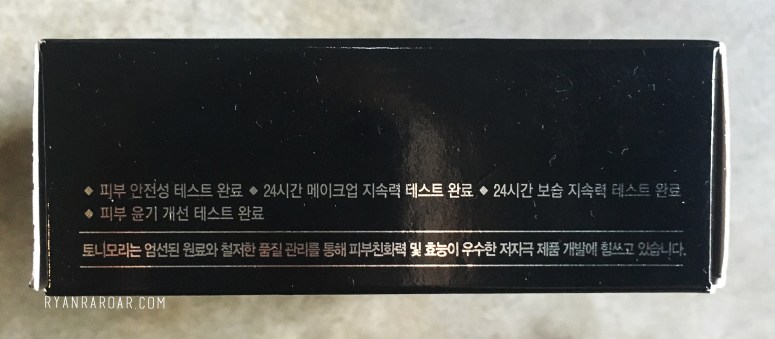 ◆ 피부 안전성 테스트 완료 ◆ 24시간 메이크업 지속력 테스트 완료 ◆ 24시간 보습 지속력 테스트 완료
◆ 피부 윤기 개선 테스트 완료
토니모리는 엄선된 원료와 철저한 품질 관리를 통해 피부친화력 및 효능이 우수한 저자극 제품 개발에 힘쓰고 있습니다.
RYANRAROAR.COM